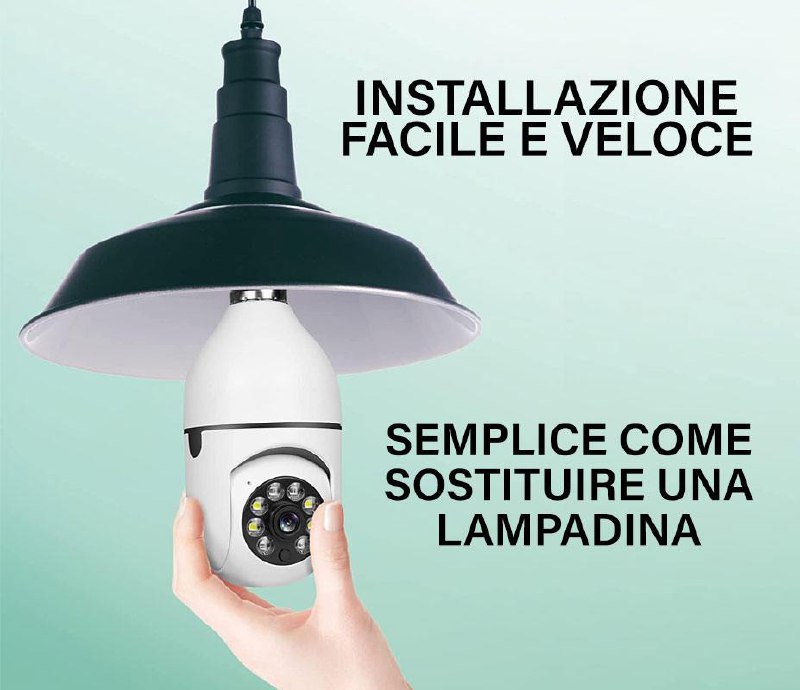 INSTALLAZIONE
FACILE E VELOCE
SEMPLICE COME
SOSTITUIRE UNA
LAMPADINA